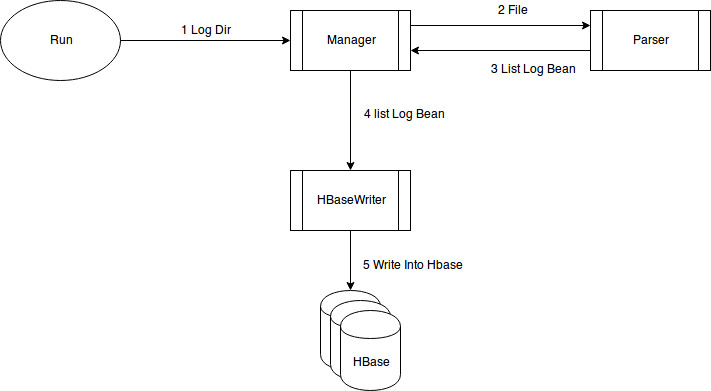 2 File
Run
1 Log Dir
Manager
Parser
3 List Log Bean
4 list Log Bean
HBaseWriter
5 Write Into Hbase
HBase